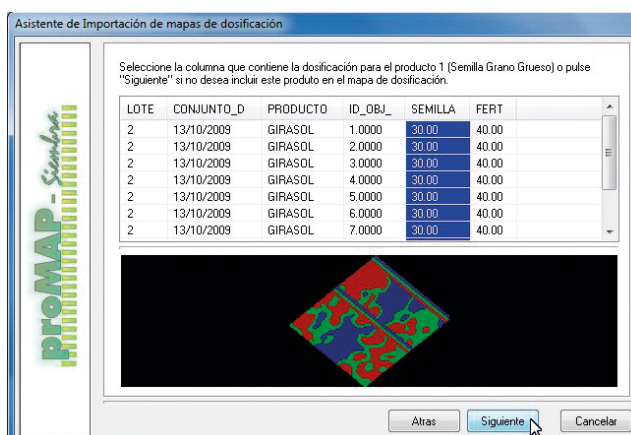 Asistente de Importación de mapas de dosificación
proMAP - Siembra
Seleccione la columna que contiene la dosificación para el producto 1 (Semilla Grano Grueso) o pulse
"Siguiente" si no desea incluir este produto en el mapa de dosificación.
LOTE CONJUNTO_D PRODUCTO ID_OBJ_ SEMILLA FERT
2 13/10/2009 GIRASOL 1.0000 30.00 40.00
2 13/10/2009 GIRASOL 2.0000 30.00 40.00
2 13/10/2009 GIRASOL 3.0000 30.00 40.00
2 13/10/2009 GIRASOL 4.0000 30.00 40.00
2 13/10/2009 GIRASOL 5.0000 30.00 40.00
2 13/10/2009 GIRASOL 6.0000 30.00 40.00
2 13/10/2009 GIRASOL 7.0000 30.00 40.00
Atras Siguiente Cancelar